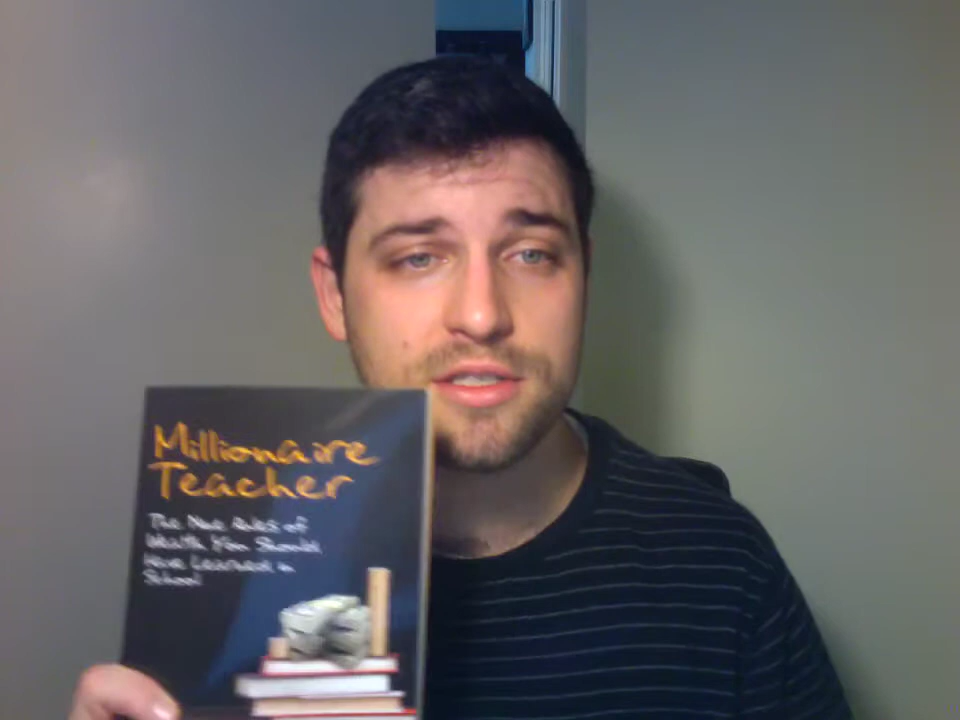 Millionaire
Teacher
The Nine Rules of
Wealth You Should
Have Learned in
School